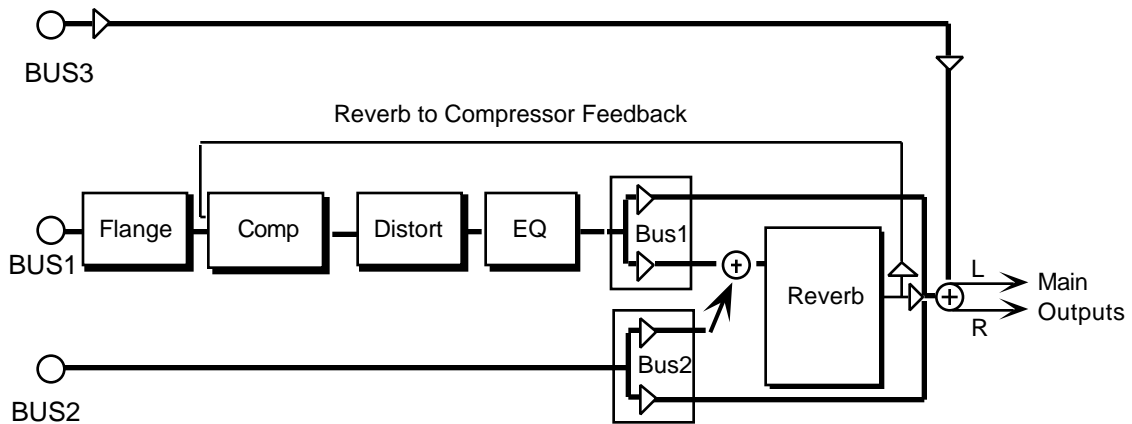 BUS3
Reverb to Compressor Feedback
Flange
Comp
Distort
EQ
Bus1
BUS1
Reverb
L
Main
Outputs
R
Bus2
BUS2